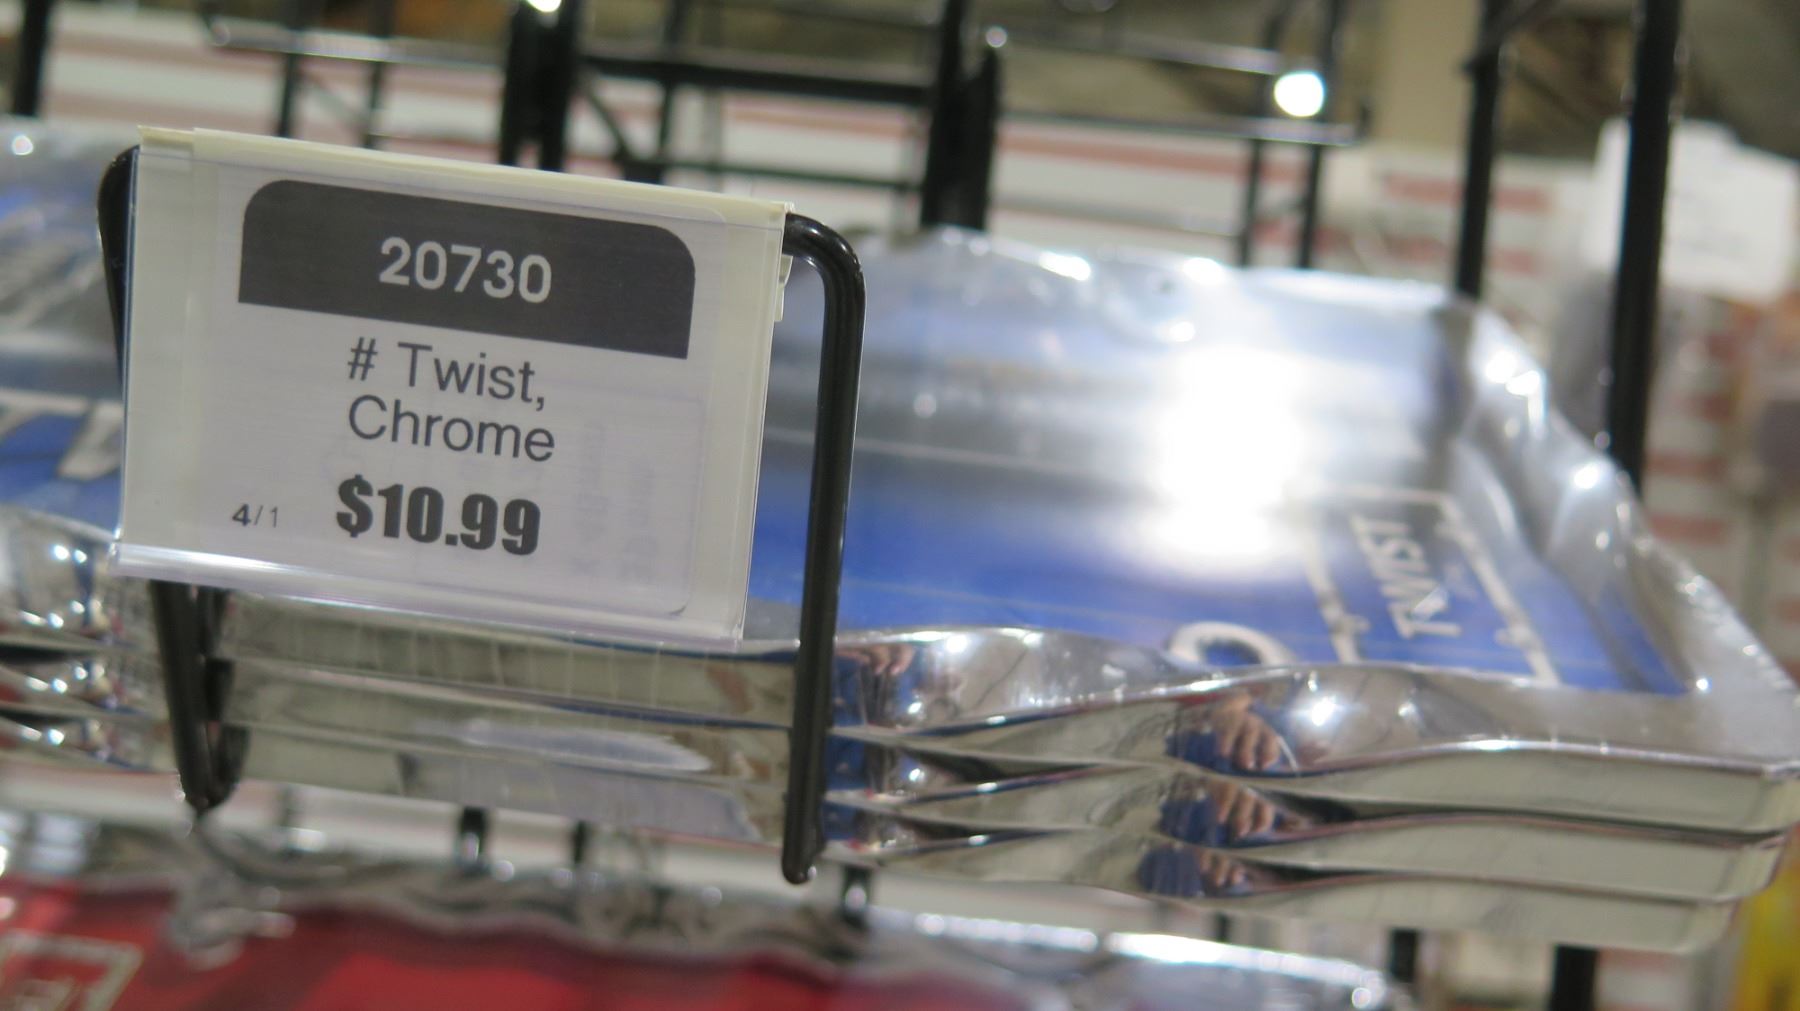 20730
# Twist,
Chrome
4/1 $10.99
TWIST